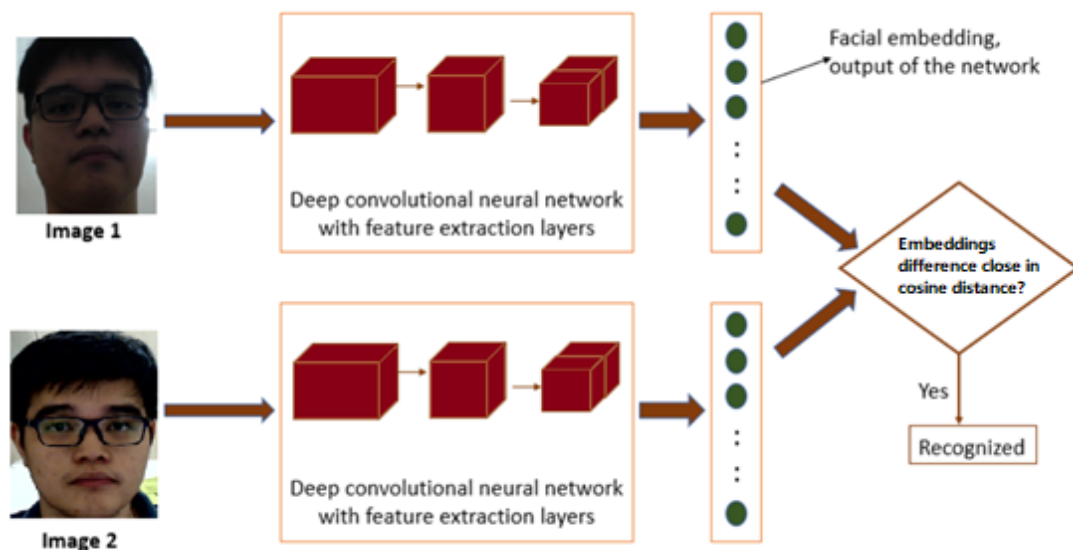 Facial embedding,
output of the network
Deep convolutional neural network
with feature extraction layers
Image 1
Embeddings
difference close in
cosine distance?
Yes
Recognized
Deep convolutional neural network
with feature extraction layers
Image 2